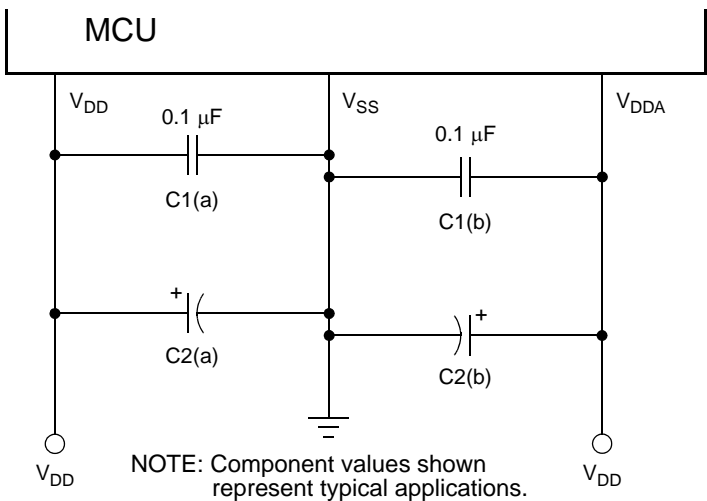 MCU
VDD
VSS
VDDA
0.1 μF
0.1 μF
C1(a)
C1(b)
+
+
C2(a)
C2(b)
VDD
VDD
NOTE: Component values shown
represent typical applications.